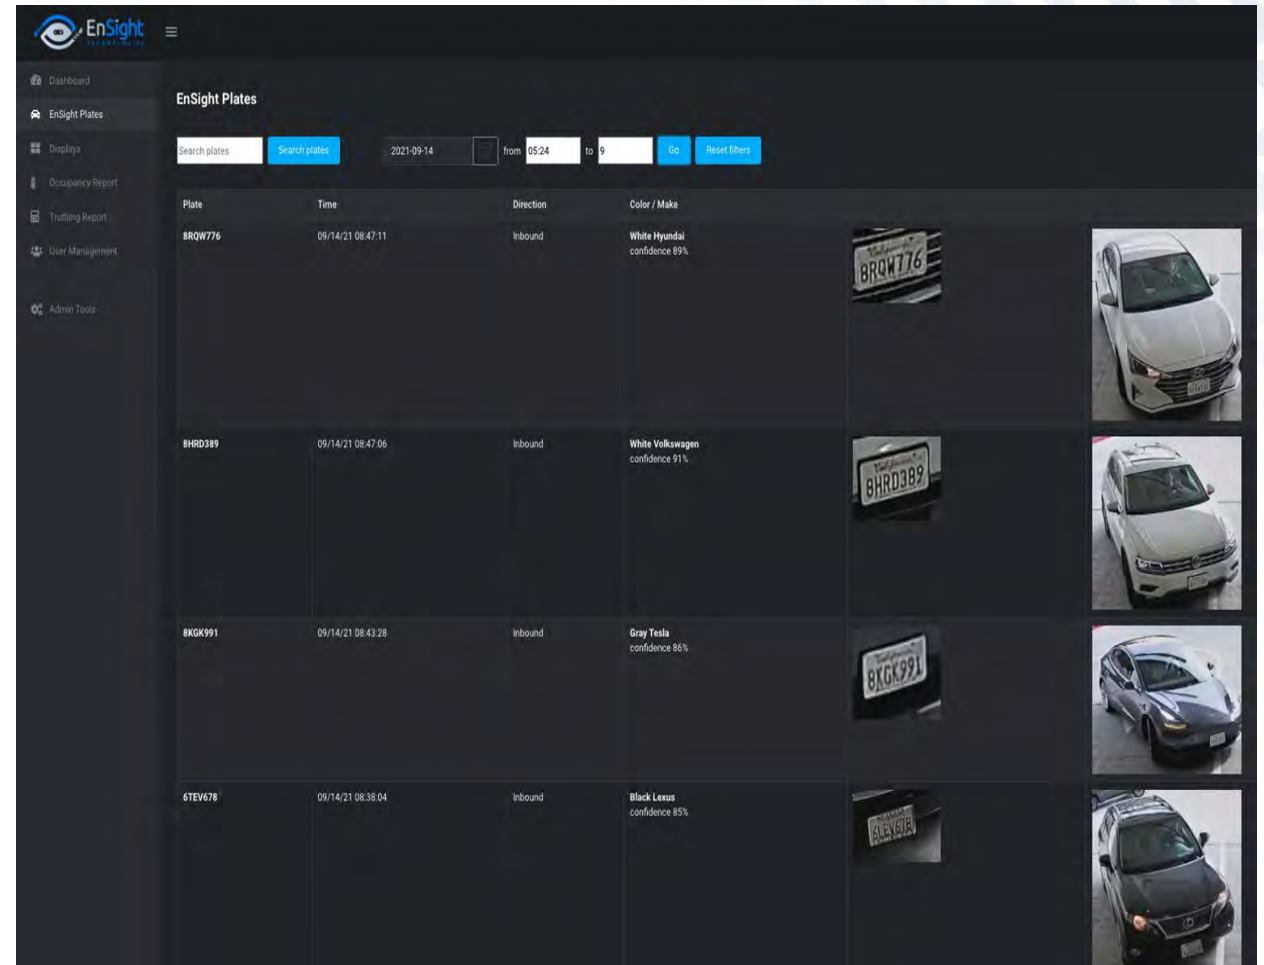 EnSight
TECHNOLOGIES
Dashboard
EnSight Plates
Displays
Occupancy Report
Truthing Report
User Management
Admin Tools
EnSight Plates
Search plates Search plates 2021-09-14 from 05:24 to 9 Go Reset filters
Plate Time Direction Color / Make
8RQW776 09/14/21 08:47:11 Inbound White Hyundai
confidence 89%
California
8RQW776
8HRD389 09/14/21 08:47:06 Inbound White Volkswagen
confidence 91%
California
8HRD389
8KGK991 09/14/21 08:43:28 Inbound Gray Tesla
confidence 86%
California
8KGK991
6TEV678 09/14/21 08:38:04 Inbound Black Lexus
confidence 85%